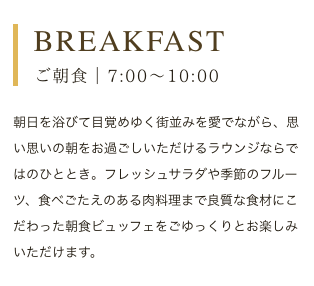 BREAKFAST
ご朝食｜7:00～10:00
朝日を浴びて目覚めゆく街並みを愛でながら、思
い思いの朝をお過ごしいただけるラウンジならで
はのひととき。フレッシュサラダや季節のフルー
ツ、食べごたえのある肉料理まで良質な食材にこ
だわった朝食ビュッフェをごゆっくりとお楽しみ
いただけます。